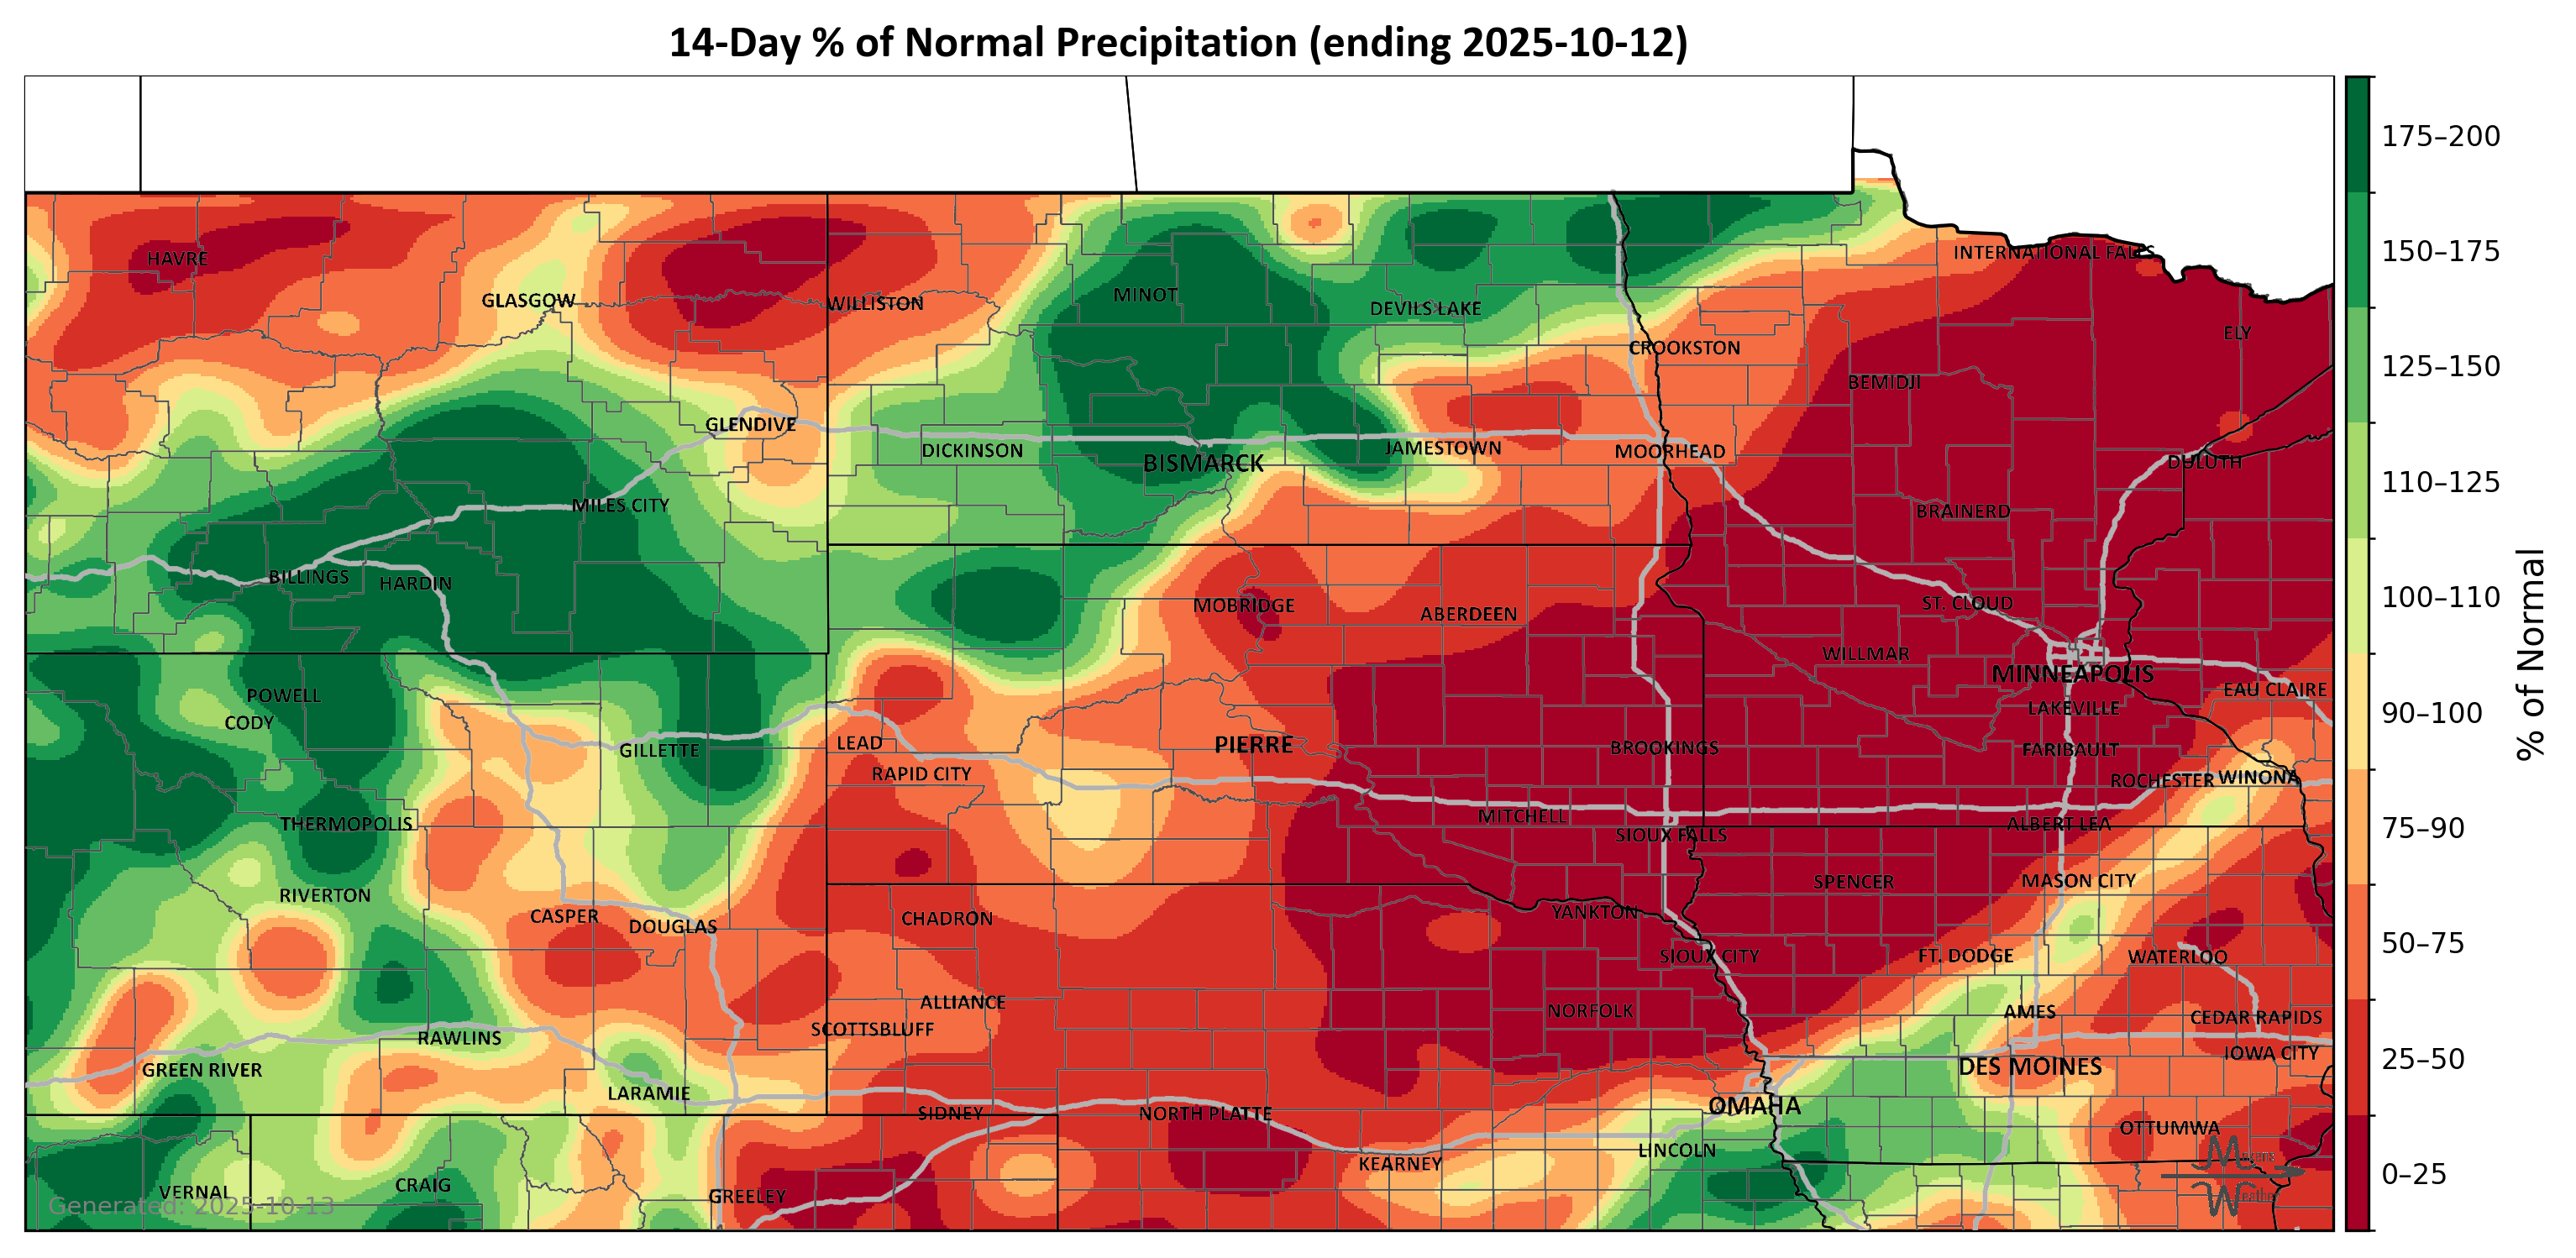 14-Day % of Normal Precipitation (ending 2025-10-12)
175–200
150–175
125–150
110–125
100–110
90–100
75–90
50–75
25–50
0–25
% of Normal
INTERNATIONAL FALLS
HAVRE
GLASGOW
WILLISTON
MINOT
DEVILS LAKE
ELY
CROOKSTON
BEMIDJI
GLENDIVE
DICKINSON
BISMARCK
JAMESTOWN
MOORHEAD
DULUTH
MILES CITY
BRAINERD
BILLINGS
HARDIN
MOBRIDGE
ABERDEEN
ST. CLOUD
WILLMAR
MINNEAPOLIS
EAU CLAIRE
POWELL
CODY
LAKEVILLE
GILLETTE
LEAD
PIERRE
BROOKINGS
FARIBAULT
RAPID CITY
ROCHESTER
WINONA
THERMOPOLIS
MITCHELL
SIOUX FALLS
ALBERT LEA
RIVERTON
SPENCER
MASON CITY
CASPER
DOUGLAS
CHADRON
YANKTON
SIOUX CITY
FT. DODGE
WATERLOO
ALLIANCE
NORFOLK
AMES
CEDAR RAPIDS
SCOTTSBLUFF
RAWLINS
IOWA CITY
GREEN RIVER
DES MOINES
LARAMIE
SIDNEY
NORTH PLATTE
OMAHA
OTTUMWA
LINCOLN
KEARNEY
VERNAL
CRAIG
GREELEY
Generated: 2025-10-13